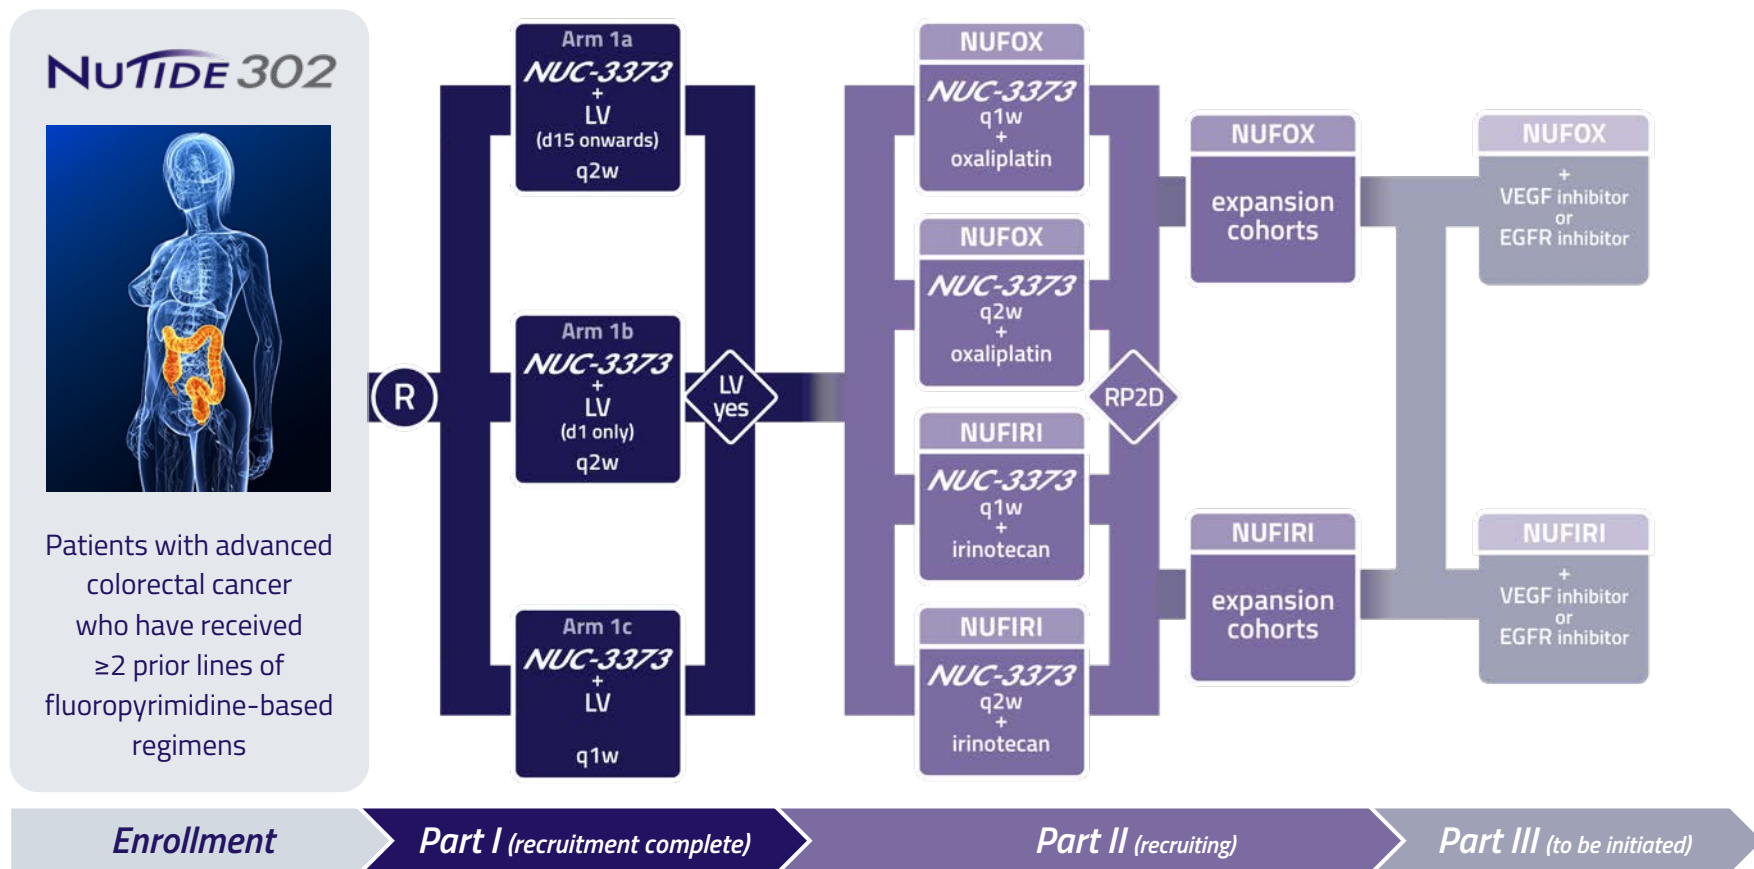 NUTIDE 302
Patients with advanced
colorectal cancer
who have received
≥2 prior lines of
fluoropyrimidine-based
regimens
R
Arm 1a
NUC-3373
+
LV
(d15 onwards)
q2w
Arm 1b
NUC-3373
+
LV
(d1 only)
q2w
Arm 1c
NUC-3373
+
LV
q1w
LV
yes
NUFOX
NUC-3373
q1w
+
oxaliplatin
NUFOX
NUC-3373
q2w
+
oxaliplatin
NUFIRI
NUC-3373
q1w
+
irinotecan
NUFIRI
NUC-3373
q2w
+
irinotecan
RP2D
NUFOX
expansion
cohorts
NUFIRI
expansion
cohorts
NUFOX
+
VEGF inhibitor
or
EGFR inhibitor
NUFIRI
+
VEGF inhibitor
or
EGFR inhibitor
Enrollment
Part I (recruitment complete)
Part II (recruiting)
Part III (to be initiated)